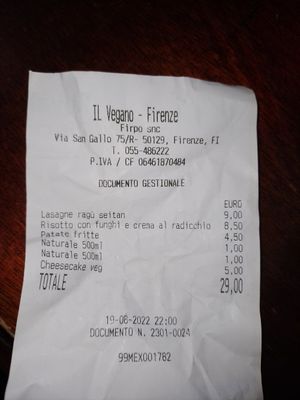 IL Vegano - Firenze
Firpo snc
Via San Gallo 75/R- 50129, Firenze, FI
T. 055-486222
P.IVA / CF 06461870484
DOCUMENTO GESTIONALE
EURO
Lasagne ragù seitan 9,00
Risotto con funghi e crema al radicchio 8,50
Patate fritte 4,50
Naturale 500ml 1,00
Naturale 500ml 1,00
Cheesecake veg 5,00
TOTALE 29,00
19-08-2022 22:00
DOCUMENTO N. 2301-0024
99MEX001762